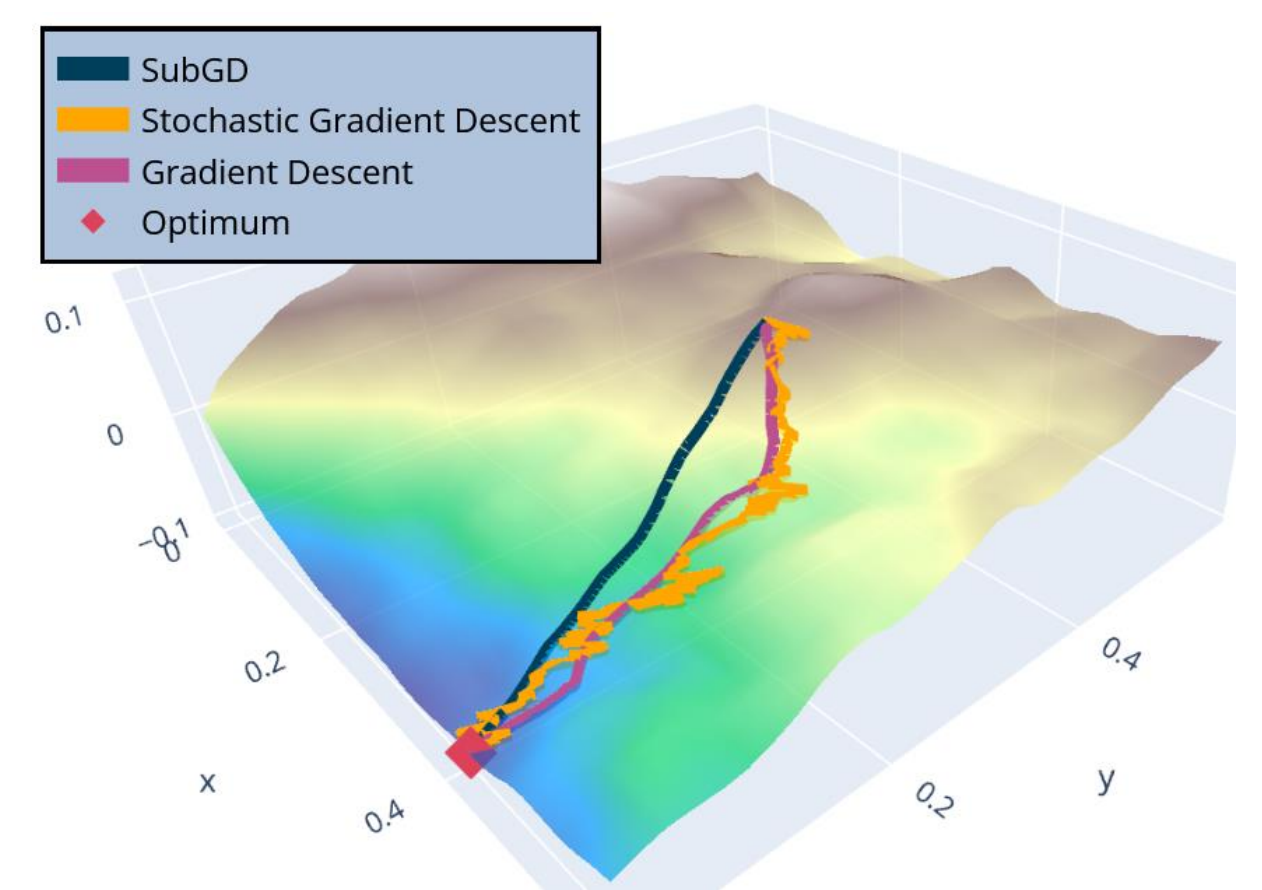 SubGD
Stochastic Gradient Descent
Gradient Descent
Optimum
0.1
0
−0.1
0
0.2
0.4
x
0.2
0.4
y